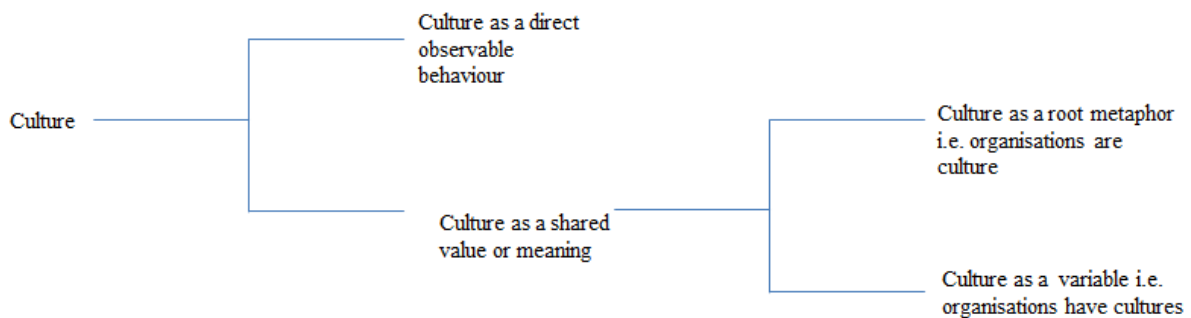 Culture
Culture as a direct
observable
behaviour
Culture as a shared
value or meaning
Culture as a root metaphor
i.e. organisations are
culture
Culture as a variable i.e.
organisations have cultures